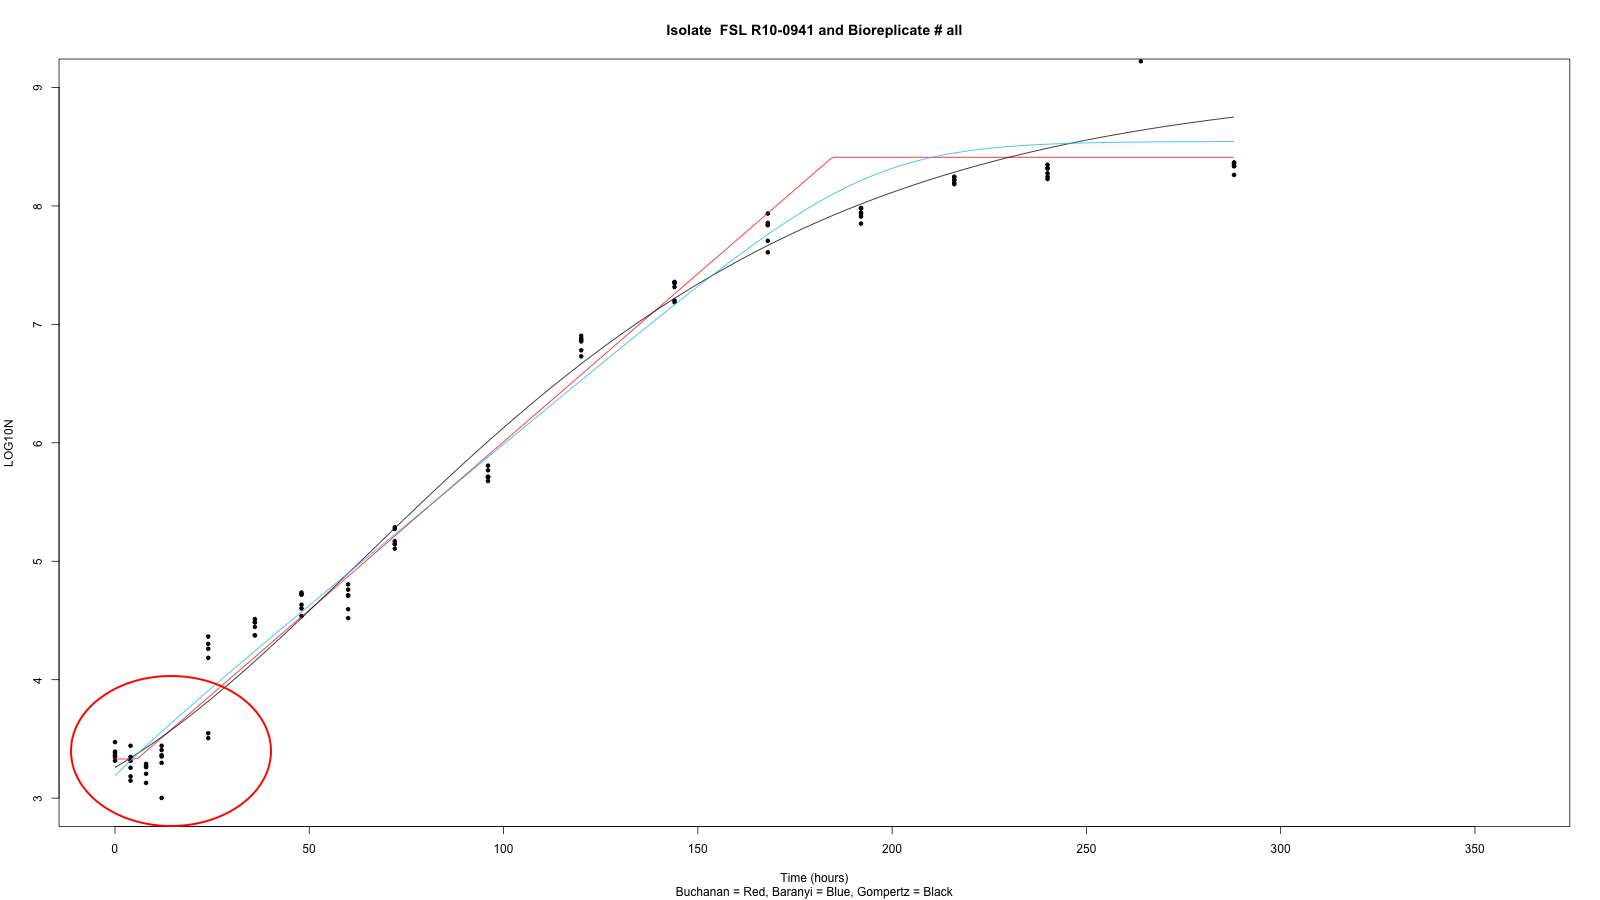 Isolate  FSL R10-0941 and Bioreplicate # all
LOG10N
9
8
7
6
5
4
3
0 50 100 150 200 250 300 350
Time (hours)
Buchanan = Red, Baranyi = Blue, Gompertz = Black